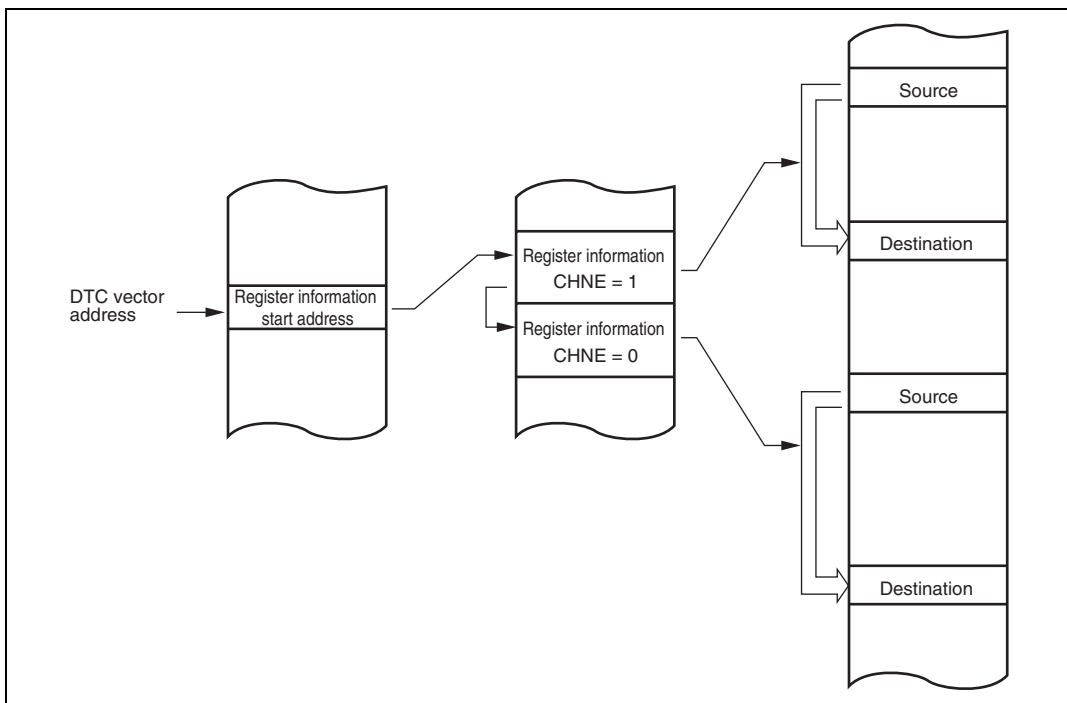 DTC vector
address
Register information
start address
Register information
CHNE = 1
Register information
CHNE = 0
Source
Destination
Source
Destination